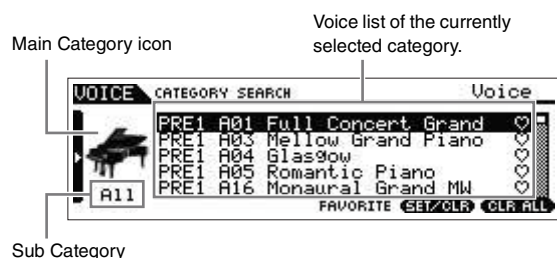 Voice list of the currently
selected category.
Main Category icon
VOICE CATEGORY SEARCH Voice
PRE1 A01 Full Concert Grand
PRE1 A03 Mellow Grand Piano
PRE1 A04 Glasgow
PRE1 A05 Romantic Piano
PRE1 A16 Monaural Grand MW
All
FAVORITE SET/CLR CLR ALL
Sub Category